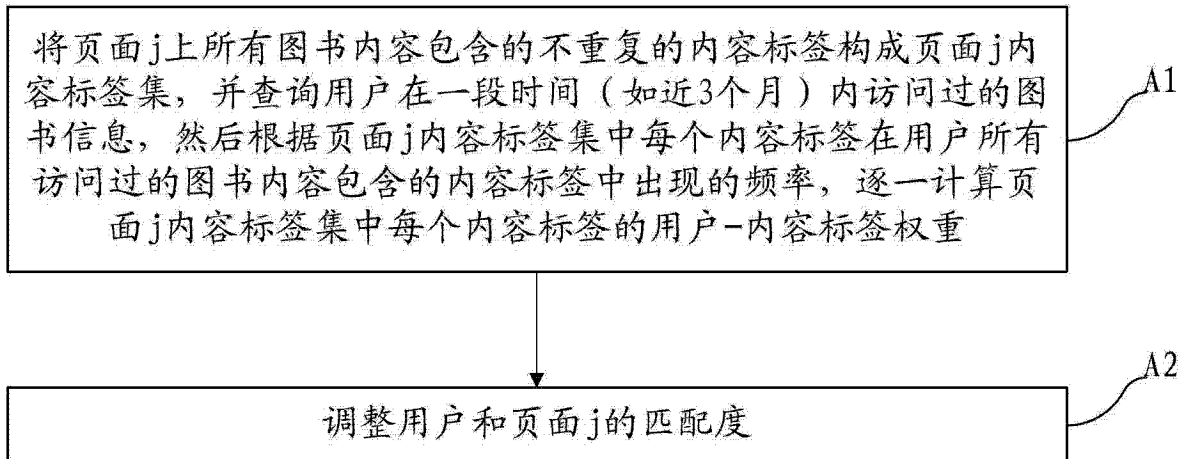 将页面j上所有图书内容包含的不重复的内容标签构成页面j内
容标签集，并查询用户在一段时间（如近3个月）内访问过的图
书信息，然后根据页面j内容标签集中每个内容标签在用户所有
访问过的图书内容包含的内容标签中出现的频率，逐一计算页
面j内容标签集中每个内容标签的用户-内容标签权重
A1
A2
调整用户和页面j的匹配度